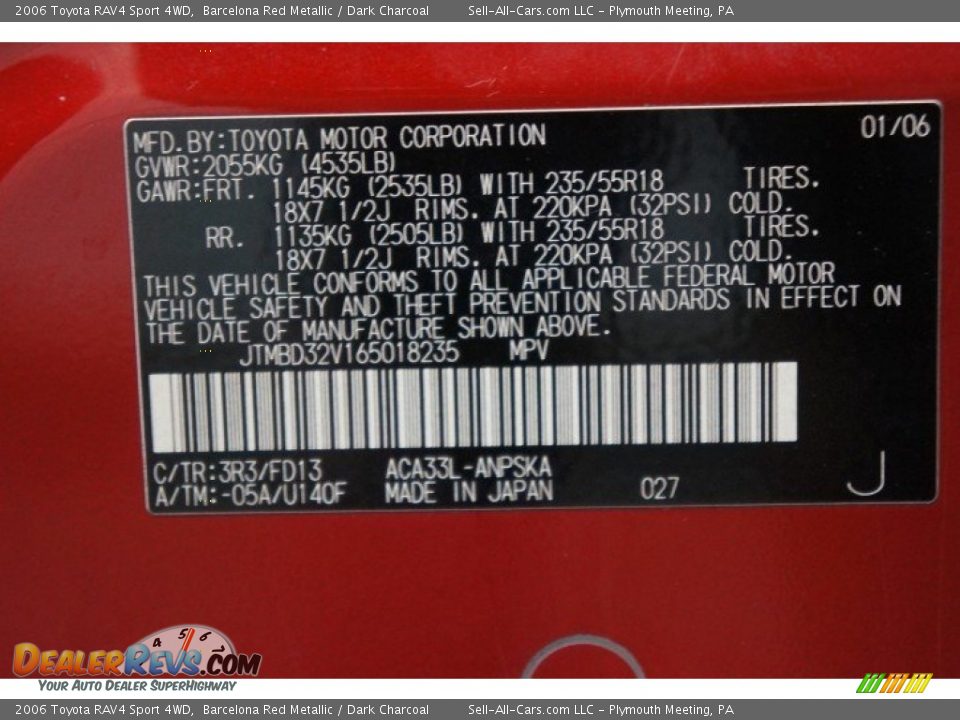 2006 Toyota RAV4 Sport 4WD, Barcelona Red Metallic / Dark Charcoal Sell-All-Cars.com LLC - Plymouth Meeting, PA
MFD.BY:TOYOTA MOTOR CORPORATION 01/06
GVWR:2055KG (4535LB)
GAWR:FRT. 1145KG (2535LB) WITH 235/55R18 TIRES.
18X7 1/2J RIMS. AT 220KPA (32PSI) COLD.
RR. 1135KG (2505LB) WITH 235/55R18 TIRES.
18X7 1/2J RIMS. AT 220KPA (32PSI) COLD.
THIS VEHICLE CONFORMS TO ALL APPLICABLE FEDERAL MOTOR
VEHICLE SAFETY AND THEFT PREVENTION STANDARDS IN EFFECT ON
THE DATE OF MANUFACTURE SHOWN ABOVE.
JTMBD32V165018235 MPV
C/TR:3R3/FD13 ACA33L-ANPSKA
A/TM:-05A/U140F MADE IN JAPAN 027 J
4 5 6
DEALERREVS.COM
YOUR AUTO DEALER SUPERHIGHWAY
2006 Toyota RAV4 Sport 4WD, Barcelona Red Metallic / Dark Charcoal Sell-All-Cars.com LLC - Plymouth Meeting, PA